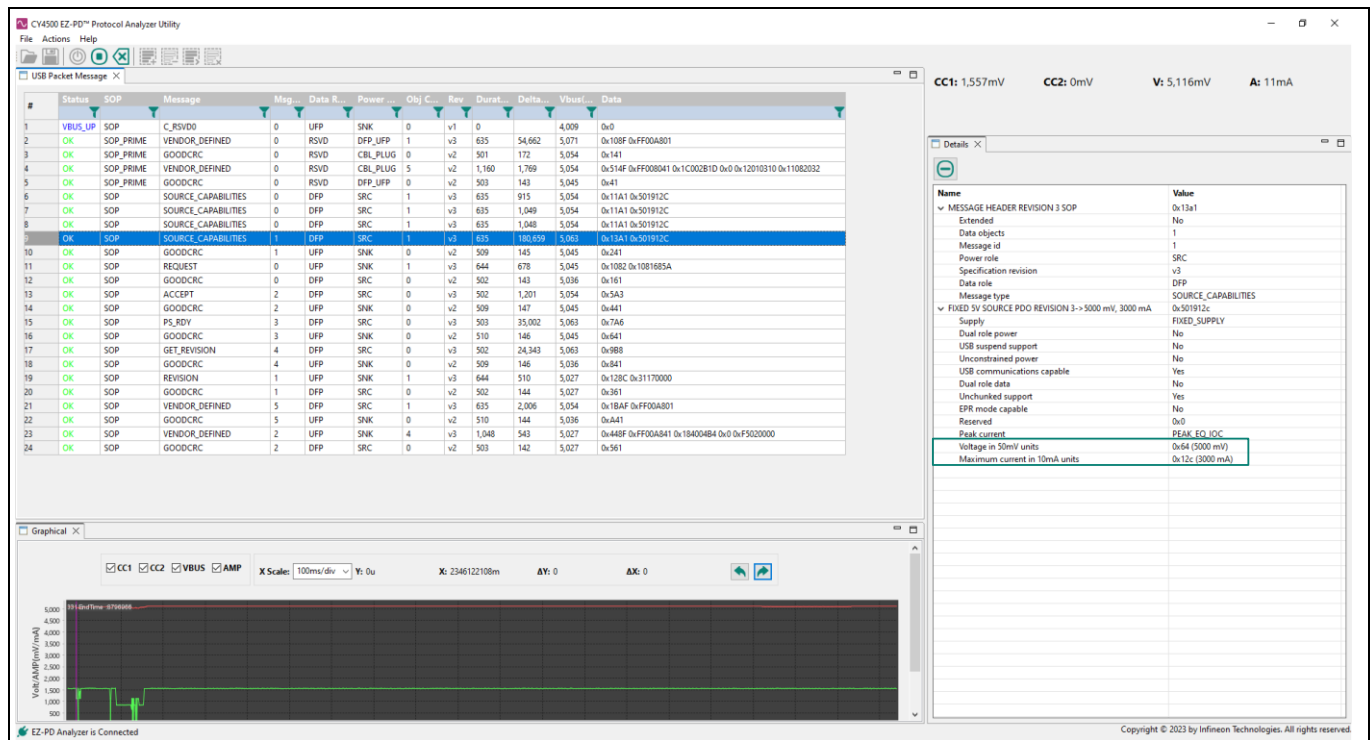 CY4500 EZ-PD™ Protocol Analyzer Utility
File Actions Help
USB Packet Message
# Status SOP Message Msg... Data R... Power ... Obj C... Rev Durat... Delta... Vbus(... Data
1 VBUS_UP SOP C_RSVD0 0 UFP SNK 0 v1 0 4,009 0x0
2 OK SOP_PRIME VENDOR_DEFINED 0 RSVD DFP_UFP 1 v3 635 54,662 5,071 0x108F 0xFF00A801
3 OK SOP_PRIME GOODCRC 0 RSVD CBL_PLUG 0 v2 501 172 5,054 0x141
4 OK SOP_PRIME VENDOR_DEFINED 0 RSVD CBL_PLUG 5 v2 1,160 1,769 5,054 0x514F 0xFF008041 0x1C002B1D 0x0 0x12010310 0x11082032
5 OK SOP_PRIME GOODCRC 0 RSVD DFP_UFP 0 v2 503 143 5,045 0x41
6 OK SOP SOURCE_CAPABILITIES 0 DFP SRC 1 v3 635 915 5,054 0x11A1 0x501912C
7 OK SOP SOURCE_CAPABILITIES 0 DFP SRC 1 v3 635 1,049 5,054 0x11A1 0x501912C
8 OK SOP SOURCE_CAPABILITIES 0 DFP SRC 1 v3 635 1,048 5,054 0x11A1 0x501912C
9 OK SOP SOURCE_CAPABILITIES 1 DFP SRC 1 v3 635 180,659 5,063 0x13A1 0x501912C
10 OK SOP GOODCRC 1 UFP SNK 0 v2 509 145 5,045 0x241
11 OK SOP REQUEST 0 UFP SNK 1 v3 644 678 5,045 0x1082 0x1081685A
12 OK SOP GOODCRC 0 DFP SRC 0 v2 502 143 5,036 0x161
13 OK SOP ACCEPT 2 DFP SRC 0 v3 502 1,201 5,054 0x5A3
14 OK SOP GOODCRC 2 UFP SNK 0 v2 509 147 5,045 0x441
15 OK SOP PS_RDY 3 DFP SRC 0 v3 503 35,002 5,063 0x7A6
16 OK SOP GOODCRC 3 UFP SNK 0 v2 510 146 5,045 0x641
17 OK SOP GET_REVISION 4 DFP SRC 0 v3 502 24,343 5,063 0x9B8
18 OK SOP GOODCRC 4 UFP SNK 0 v2 509 146 5,036 0x841
19 OK SOP REVISION 1 UFP SNK 1 v3 644 510 5,027 0x128C 0x31170000
20 OK SOP GOODCRC 1 DFP SRC 0 v2 502 144 5,027 0x361
21 OK SOP VENDOR_DEFINED 5 DFP SRC 1 v3 635 2,006 5,054 0x1BAF 0xFF00A801
22 OK SOP GOODCRC 5 UFP SNK 0 v2 510 144 5,036 0xA41
23 OK SOP VENDOR_DEFINED 2 UFP SNK 4 v3 1,048 543 5,027 0x448F 0xFF00A841 0x184004B4 0x0 0xF5020000
24 OK SOP GOODCRC 2 DFP SRC 0 v2 503 142 5,027 0x561
CC1: 1,557mV CC2: 0mV V: 5,116mV A: 11mA
Details
Name Value
MESSAGE HEADER REVISION 3 SOP 0x13a1
Extended No
Data objects 1
Message id 1
Power role SRC
Specification revision v3
Data role DFP
Message type SOURCE_CAPABILITIES
FIXED 5V SOURCE PDO REVISION 3->5000 mV, 3000 mA 0x501912c
Supply FIXED_SUPPLY
Dual role power No
USB suspend support No
Unconstrained power No
USB communications capable Yes
Dual role data No
Unchunked support Yes
EPR mode capable No
Reserved 0x0
Peak current PEAK_EQ_IOC
Voltage in 50mV units 0x64 (5000 mV)
Maximum current in 10mA units 0x12c (3000 mA)
Graphical
CC1 CC2 VBUS AMP X Scale: 100ms/div Y: 0u X: 2346122108m ΔY: 0 ΔX: 0
Volt/AMP(mV/mA)
5,000
4,500
4,000
3,500
3,000
2,500
2,000
1,500
1,000
500
EZ-PD Analyzer is Connected
Copyright © 2023 by Infineon Technologies. All rights reserved.